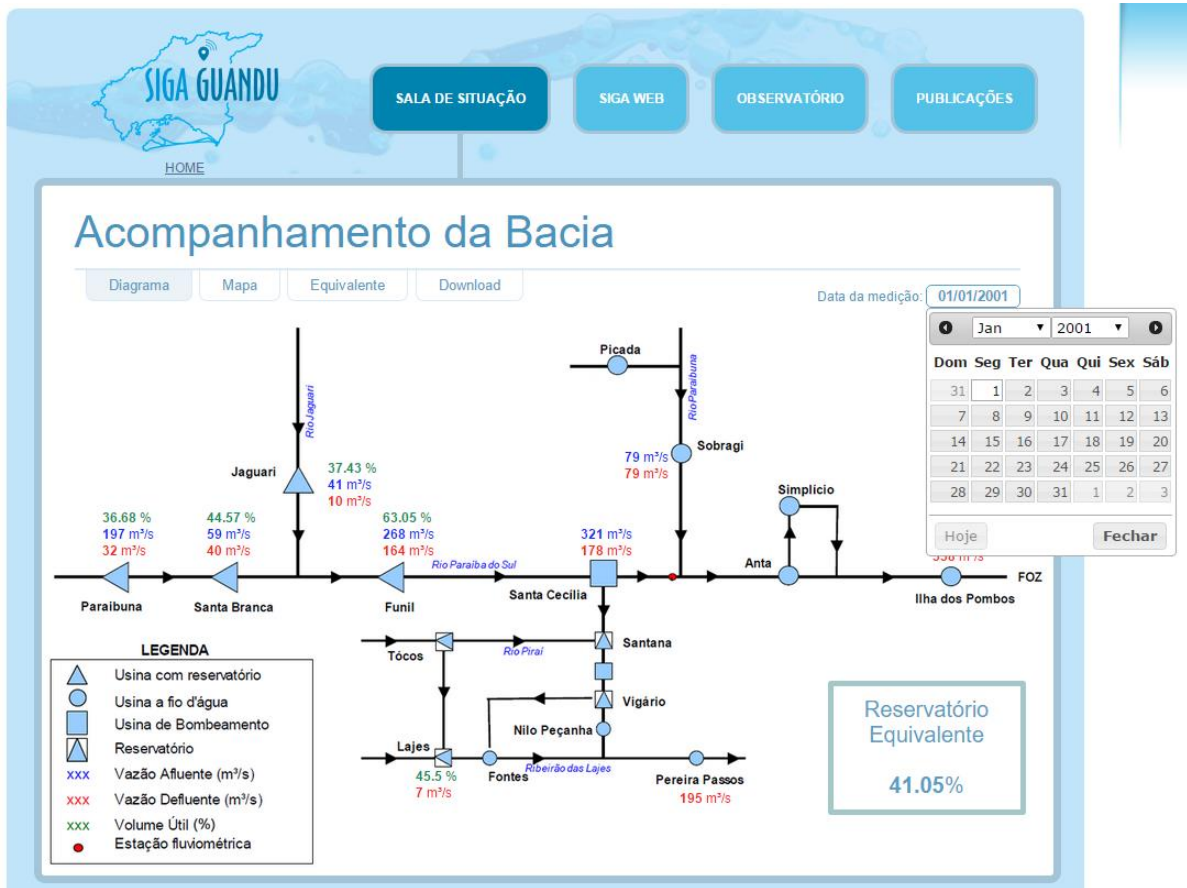 SIGA GUANDU
HOME
SALA DE SITUAÇÃO
SIGA WEB
OBSERVATÓRIO
PUBLICAÇÕES
Acompanhamento da Bacia
Diagrama
Mapa
Equivalente
Download
Data da medição: 01/01/2001
Jan 2001
Dom Seg Ter Qua Qui Sex Sáb
31 1 2 3 4 5 6
7 8 9 10 11 12 13
14 15 16 17 18 19 20
21 22 23 24 25 26 27
28 29 30 31 1 2 3
Hoje
Fechar
Rio Jaguari
Jaguari
37.43 %
41 m³/s
10 m³/s
Picada
Rio Paraibuna
Sobragi
79 m³/s
79 m³/s
Simplício
36.68 %
197 m³/s
32 m³/s
Paraibuna
44.57 %
59 m³/s
40 m³/s
Santa Branca
63.05 %
268 m³/s
164 m³/s
Funil
Rio Paraíba do Sul
321 m³/s
178 m³/s
Santa Cecília
Anta
Ilha dos Pombos
FOZ
Tócos
Rio Piraí
Santana
Vigário
Nilo Peçanha
Lajes
45.5 %
7 m³/s
Fontes
Ribeirão das Lajes
Pereira Passos
195 m³/s
LEGENDA
Usina com reservatório
Usina a fio d'água
Usina de Bombeamento
Reservatório
xxx Vazão Afluente (m³/s)
xxx Vazão Defluente (m³/s)
xxx Volume Útil (%)
Estação fluviométrica
Reservatório
Equivalente
41.05%